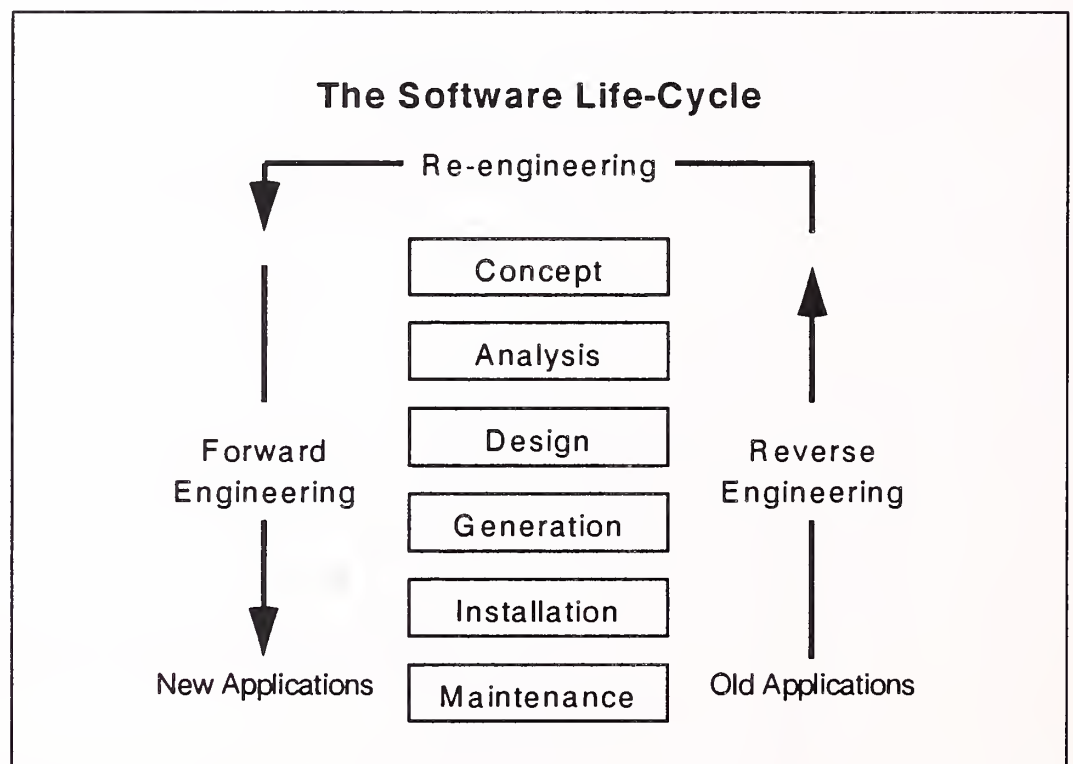 The Software Life-Cycle
Re-engineering
Concept
Analysis
Design
Generation
Installation
Maintenance
Forward
Engineering
New Applications
Reverse
Engineering
Old Applications